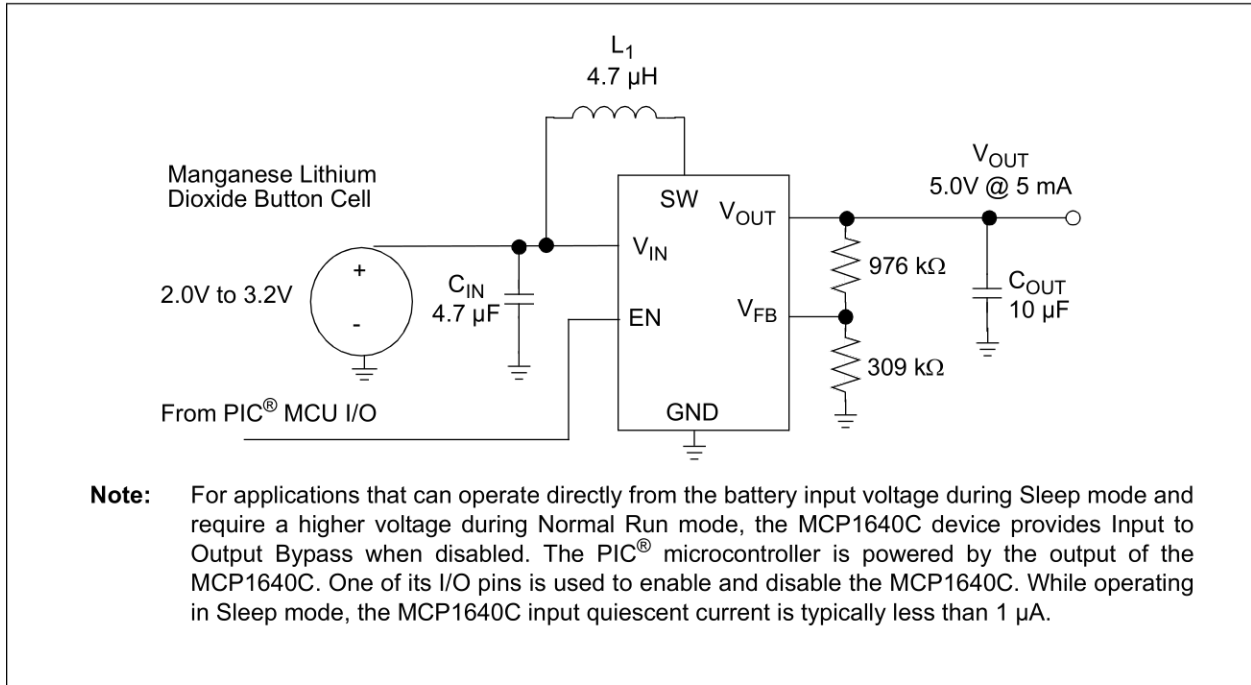 L1
4.7 µH
Manganese Lithium
Dioxide Button Cell
VOUT
5.0V @ 5 mA
SW
VOUT
VIN
+
976 kΩ
2.0V to 3.2V
CIN
4.7 µF
COUT
10 µF
-
EN
VFB
309 kΩ
From PIC® MCU I/O
GND
Note: For applications that can operate directly from the battery input voltage during Sleep mode and
require a higher voltage during Normal Run mode, the MCP1640C device provides Input to
Output Bypass when disabled. The PIC® microcontroller is powered by the output of the
MCP1640C. One of its I/O pins is used to enable and disable the MCP1640C. While operating
in Sleep mode, the MCP1640C input quiescent current is typically less than 1 µA.